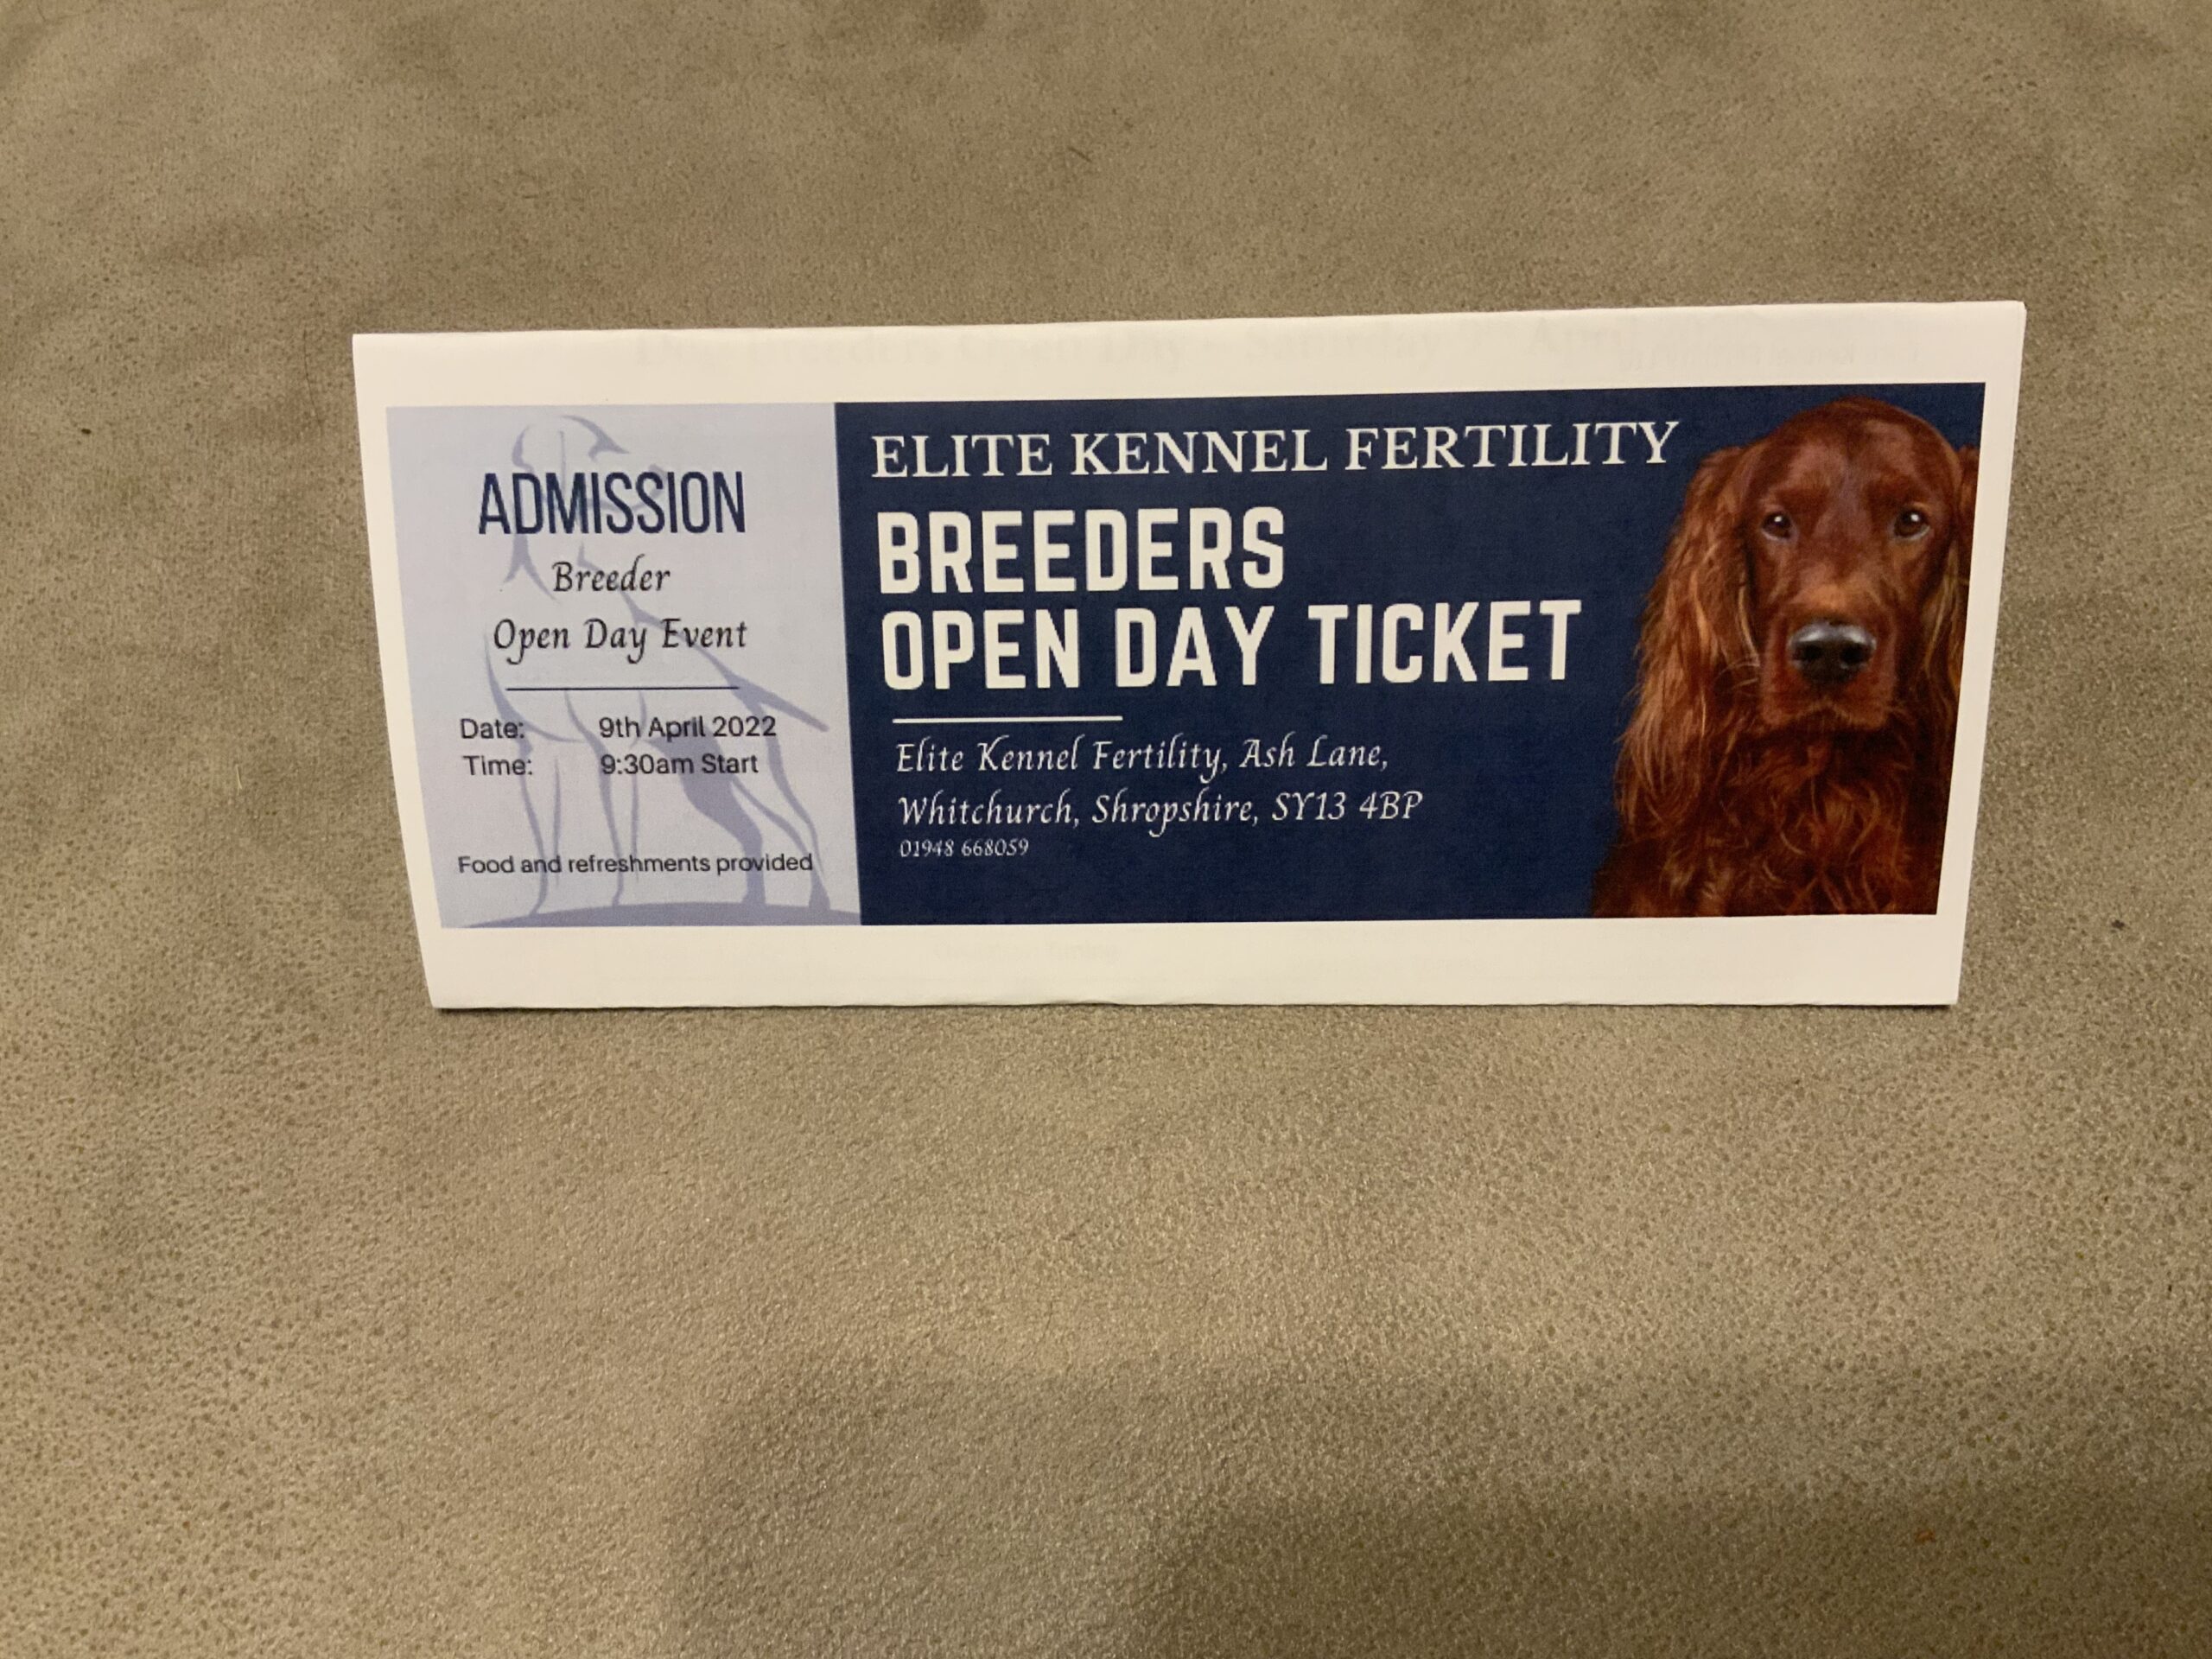 ADMISSION
Breeder
Open Day Event
Date: 9th April 2022
Time: 9:30am Start
Food and refreshments provided
ELITE KENNEL FERTILITY
BREEDERS
OPEN DAY TICKET
Elite Kennel Fertility, Ash Lane,
Whitchurch, Shropshire, SY13 4BP
01948 668059